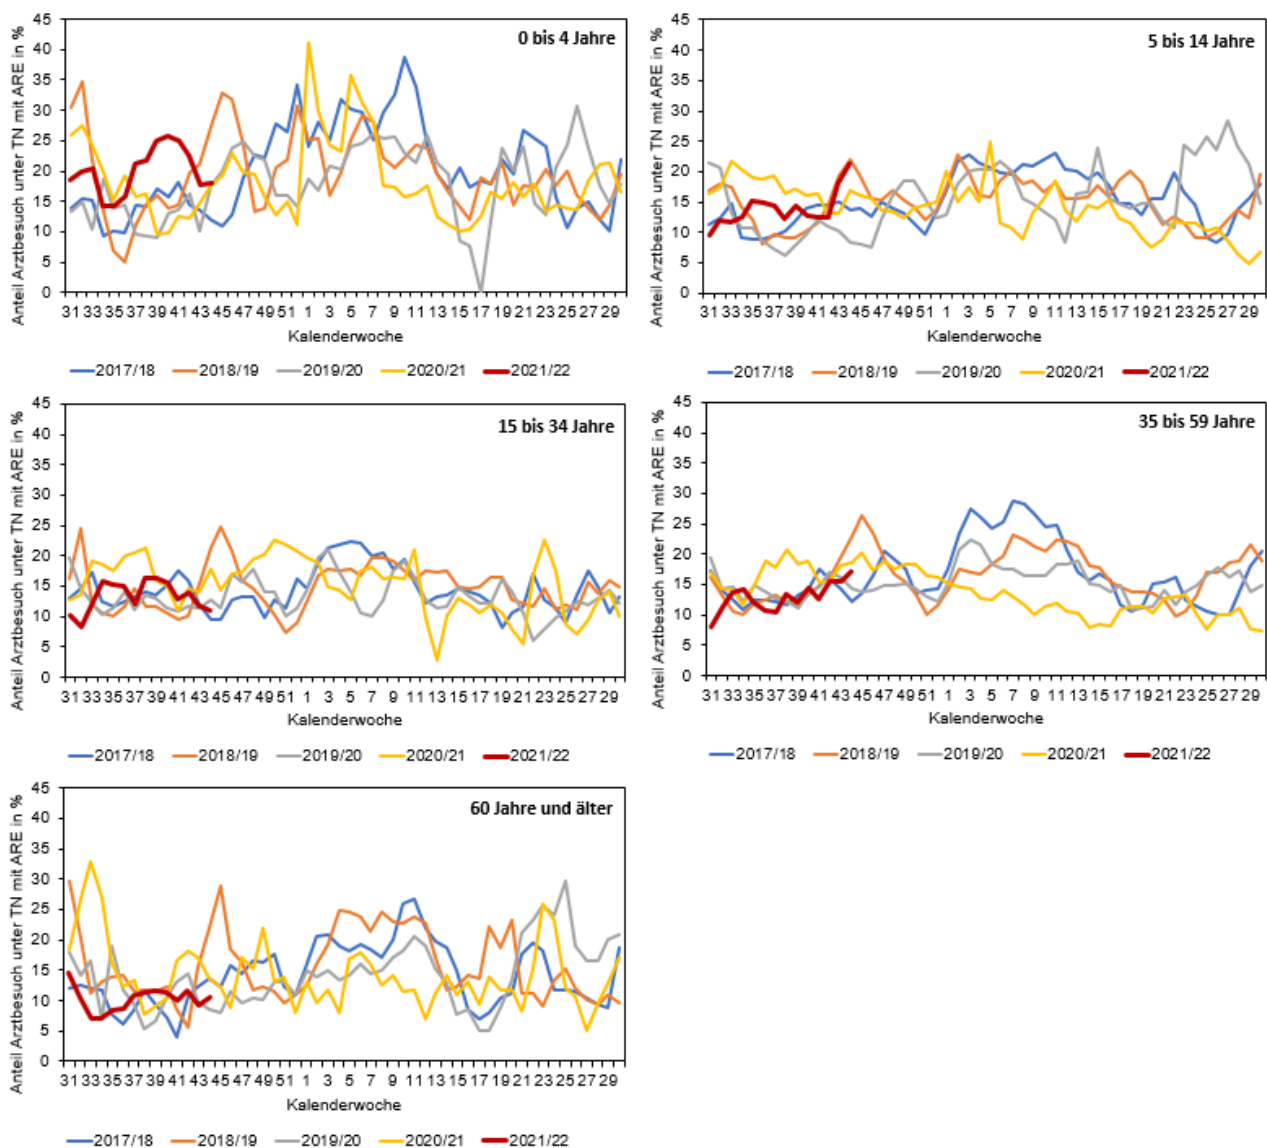 0 bis 4 Jahre
Anteil Arztbesuch unter TN mit ARE in %
45
40
35
30
25
20
15
10
5
0
31 33 35 37 39 41 43 45 47 49 51 1 3 5 7 9 11 13 15 17 19 21 23 25 27 29
Kalenderwoche
2017/18 2018/19 2019/20 2020/21 2021/22
5 bis 14 Jahre
Anteil Arztbesuch unter TN mit ARE in %
45
40
35
30
25
20
15
10
5
0
31 33 35 37 39 41 43 45 47 49 51 1 3 5 7 9 11 13 15 17 19 21 23 25 27 29
Kalenderwoche
2017/18 2018/19 2019/20 2020/21 2021/22
15 bis 34 Jahre
Anteil Arztbesuch unter TN mit ARE in %
45
40
35
30
25
20
15
10
5
0
31 33 35 37 39 41 43 45 47 49 51 1 3 5 7 9 11 13 15 17 19 21 23 25 27 29
Kalenderwoche
2017/18 2018/19 2019/20 2020/21 2021/22
35 bis 59 Jahre
Anteil Arztbesuch unter TN mit ARE in %
45
40
35
30
25
20
15
10
5
0
31 33 35 37 39 41 43 45 47 49 51 1 3 5 7 9 11 13 15 17 19 21 23 25 27 29
Kalenderwoche
2017/18 2018/19 2019/20 2020/21 2021/22
60 Jahre und älter
Anteil Arztbesuch unter TN mit ARE in %
45
40
35
30
25
20
15
10
5
0
31 33 35 37 39 41 43 45 47 49 51 1 3 5 7 9 11 13 15 17 19 21 23 25 27 29
Kalenderwoche
2017/18 2018/19 2019/20 2020/21 2021/22